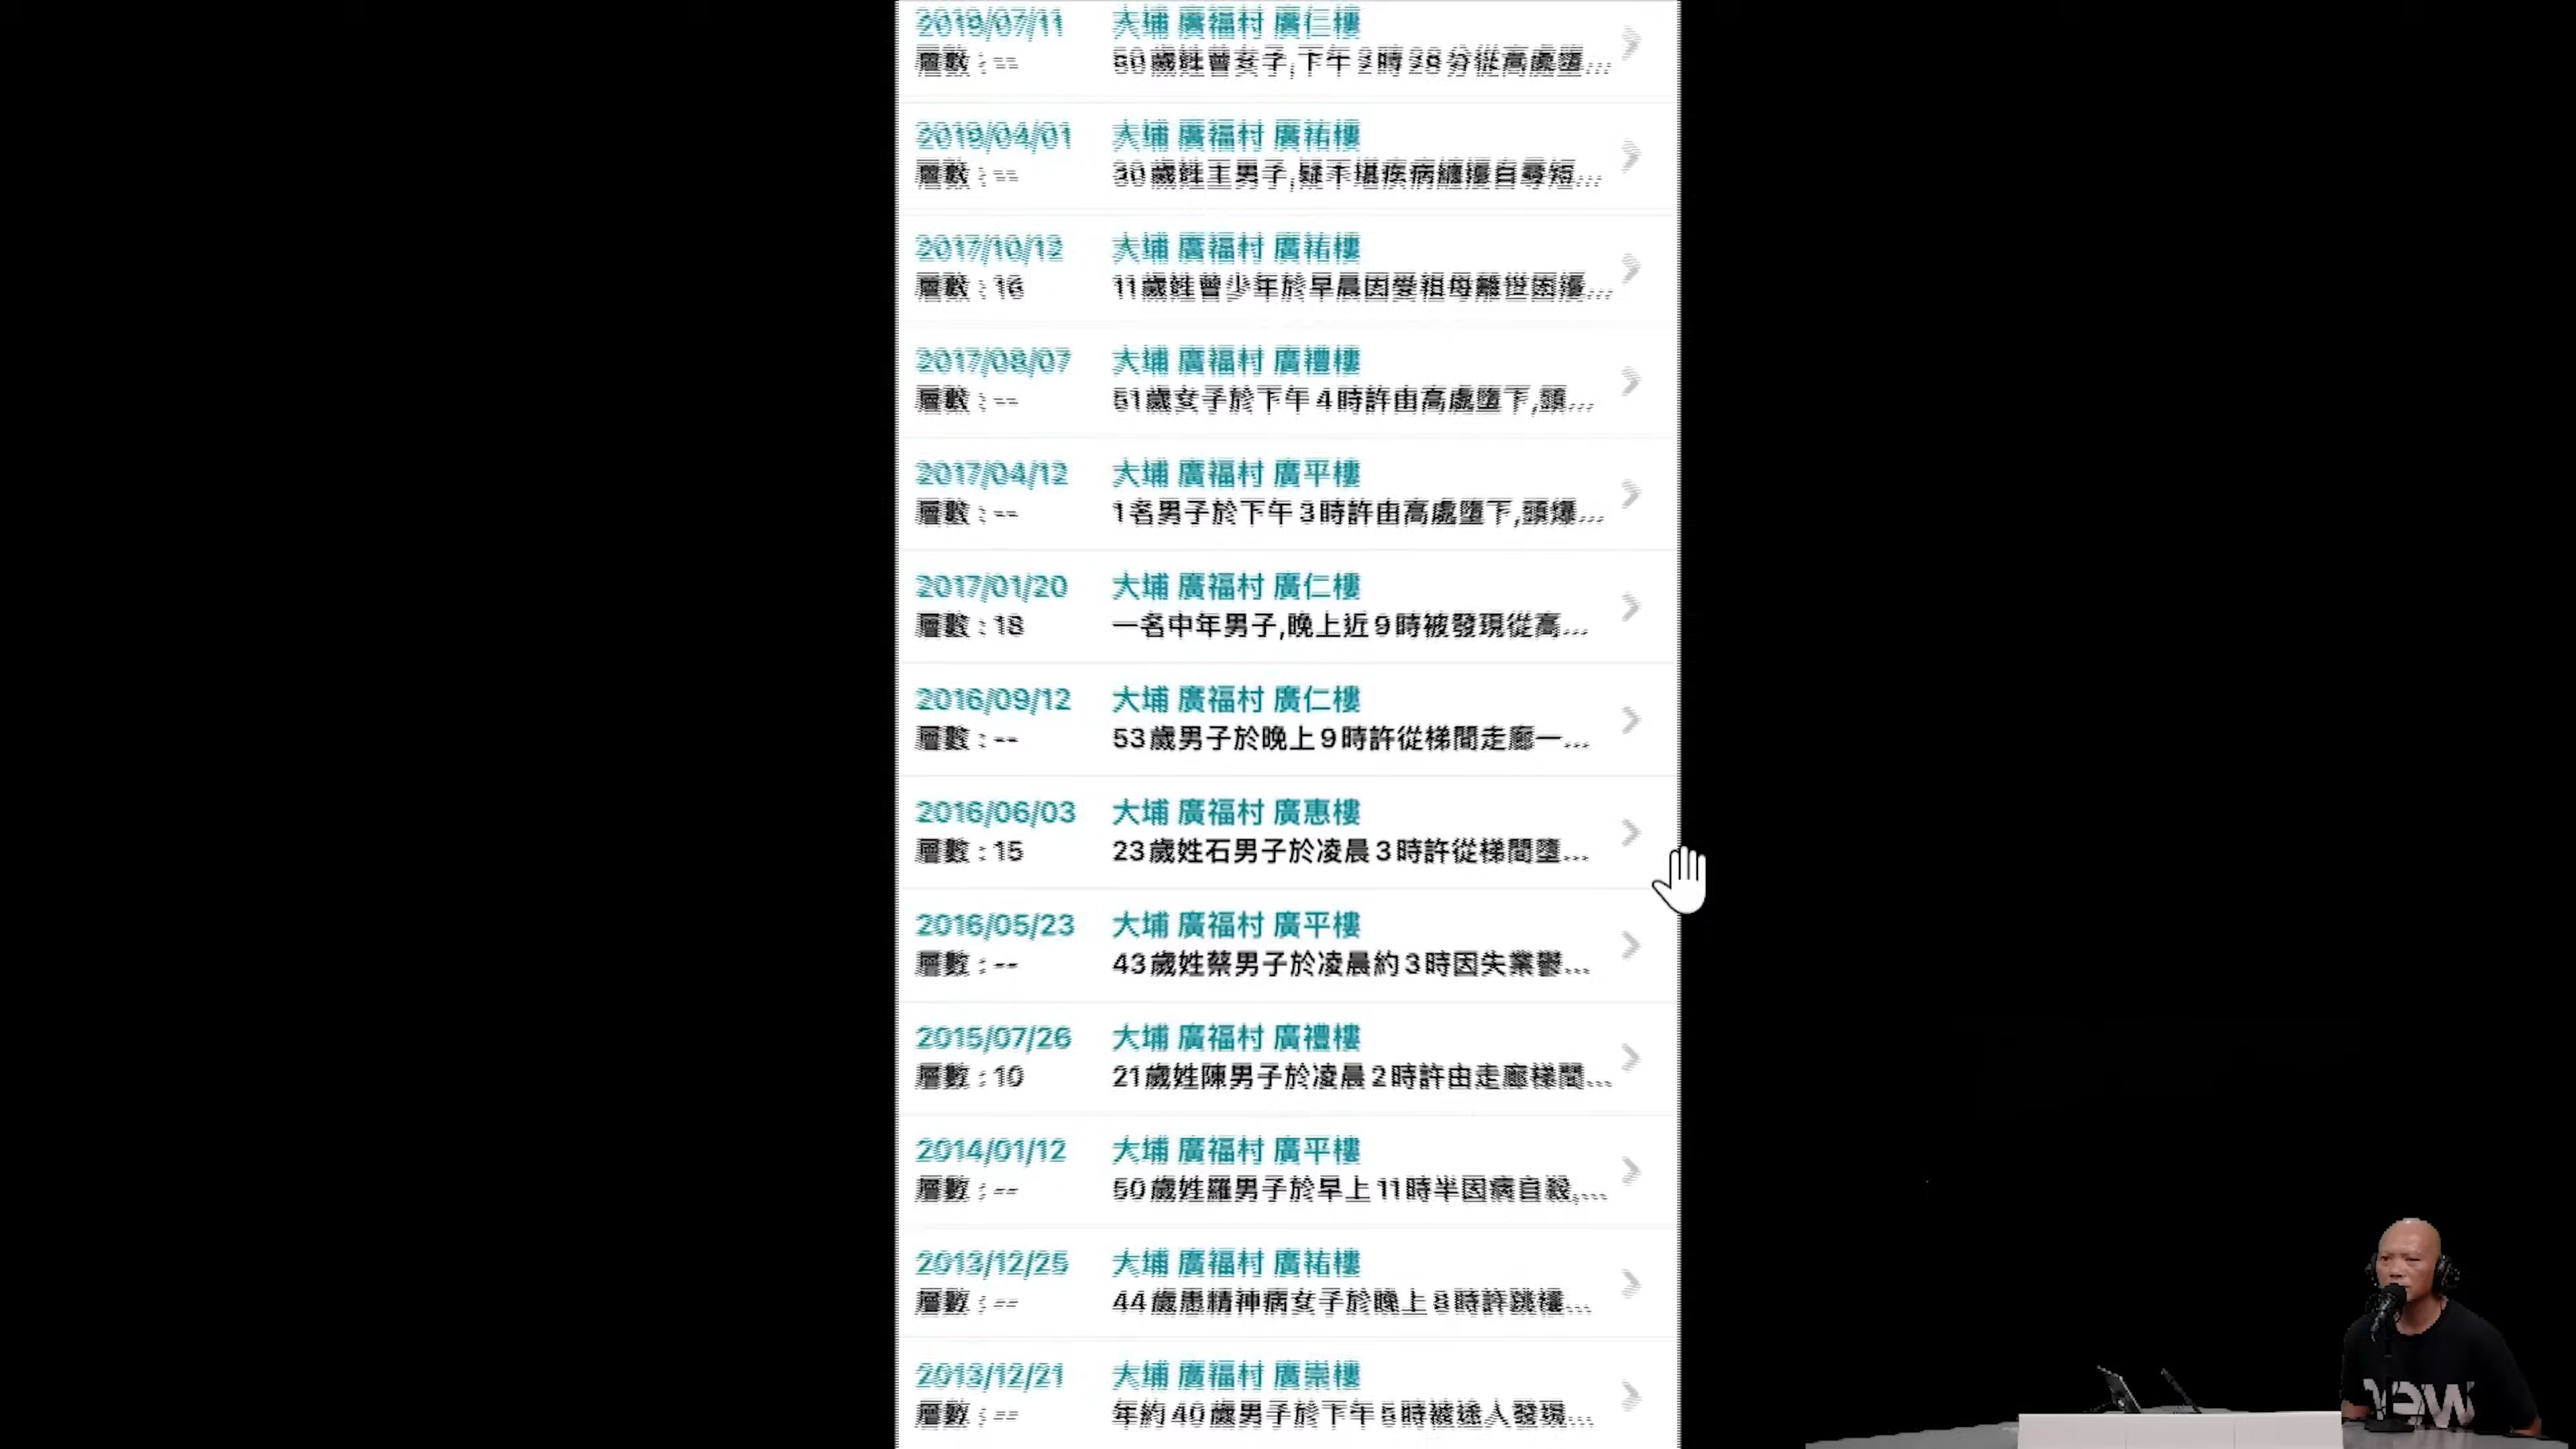 2019/07/11 大埔 廣福村 廣仁樓
層數 : -- 50歲姓曾女子,下午2時28分從高處墮...
2019/04/01 大埔 廣福村 廣祐樓
層數 : -- 30歲姓王男子,疑不堪疾病纏擾自尋短...
2017/10/12 大埔 廣福村 廣祐樓
層數 : 16 11歲姓曾少年於早晨因受祖母離世困擾...
2017/08/07 大埔 廣福村 廣禮樓
層數 : -- 51歲女子於下午4時許由高處墮下,頭...
2017/04/12 大埔 廣福村 廣平樓
層數 : -- 1名男子於下午3時許由高處墮下,頭爆...
2017/01/20 大埔 廣福村 廣仁樓
層數 : 18 一名中年男子,晚上近9時被發現從高...
2016/09/12 大埔 廣福村 廣仁樓
層數 : -- 53歲男子於晚上9時許從梯間走廊一...
2016/06/03 大埔 廣福村 廣惠樓
層數 : 15 23歲姓石男子於凌晨3時許從梯間墮...
2016/05/23 大埔 廣福村 廣平樓
層數 : -- 43歲姓蔡男子於凌晨約3時因失業鬱...
2015/07/26 大埔 廣福村 廣禮樓
層數 : 10 21歲姓陳男子於凌晨2時許由走廊梯間...
2014/01/12 大埔 廣福村 廣平樓
層數 : -- 50歲姓羅男子於早上11時半因病自殺,...
2013/12/25 大埔 廣福村 廣祐樓
層數 : -- 44歲患精神病女子於晚上8時許跳樓...
2013/12/21 大埔 廣福村 廣崇樓
層數 : -- 年約40歲男子於下午5時被途人發現...